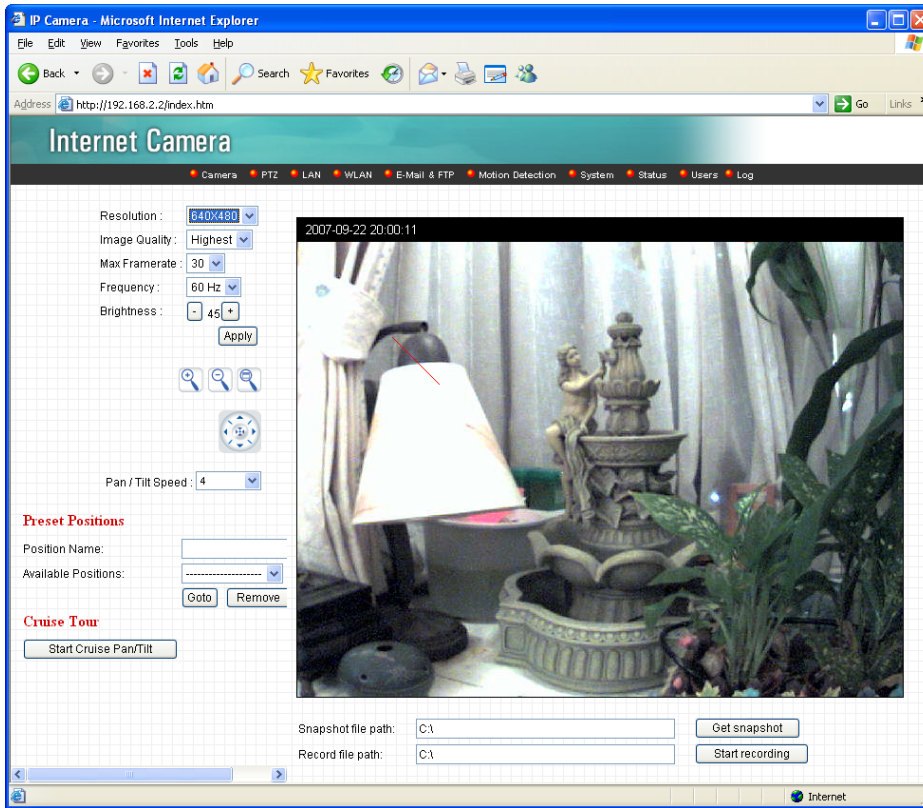 IP Camera - Microsoft Internet Explorer
File Edit View Favorites Tools Help
Back Search Favorites
Address http://192.168.2.2/index.htm Go Links
Internet Camera
Camera PTZ LAN WLAN E-Mail & FTP Motion Detection System Status Users Log
Resolution : 640X480
Image Quality : Highest
Max Framerate : 30
Frequency : 60 Hz
Brightness : - 45 +
Apply
2007-09-22 20:00:11
Pan / Tilt Speed : 4
Preset Positions
Position Name:
Available Positions: --------------------
Goto Remove
Cruise Tour
Start Cruise Pan/Tilt
Snapshot file path: C:\ Get snapshot
Record file path: C:\ Start recording
Internet